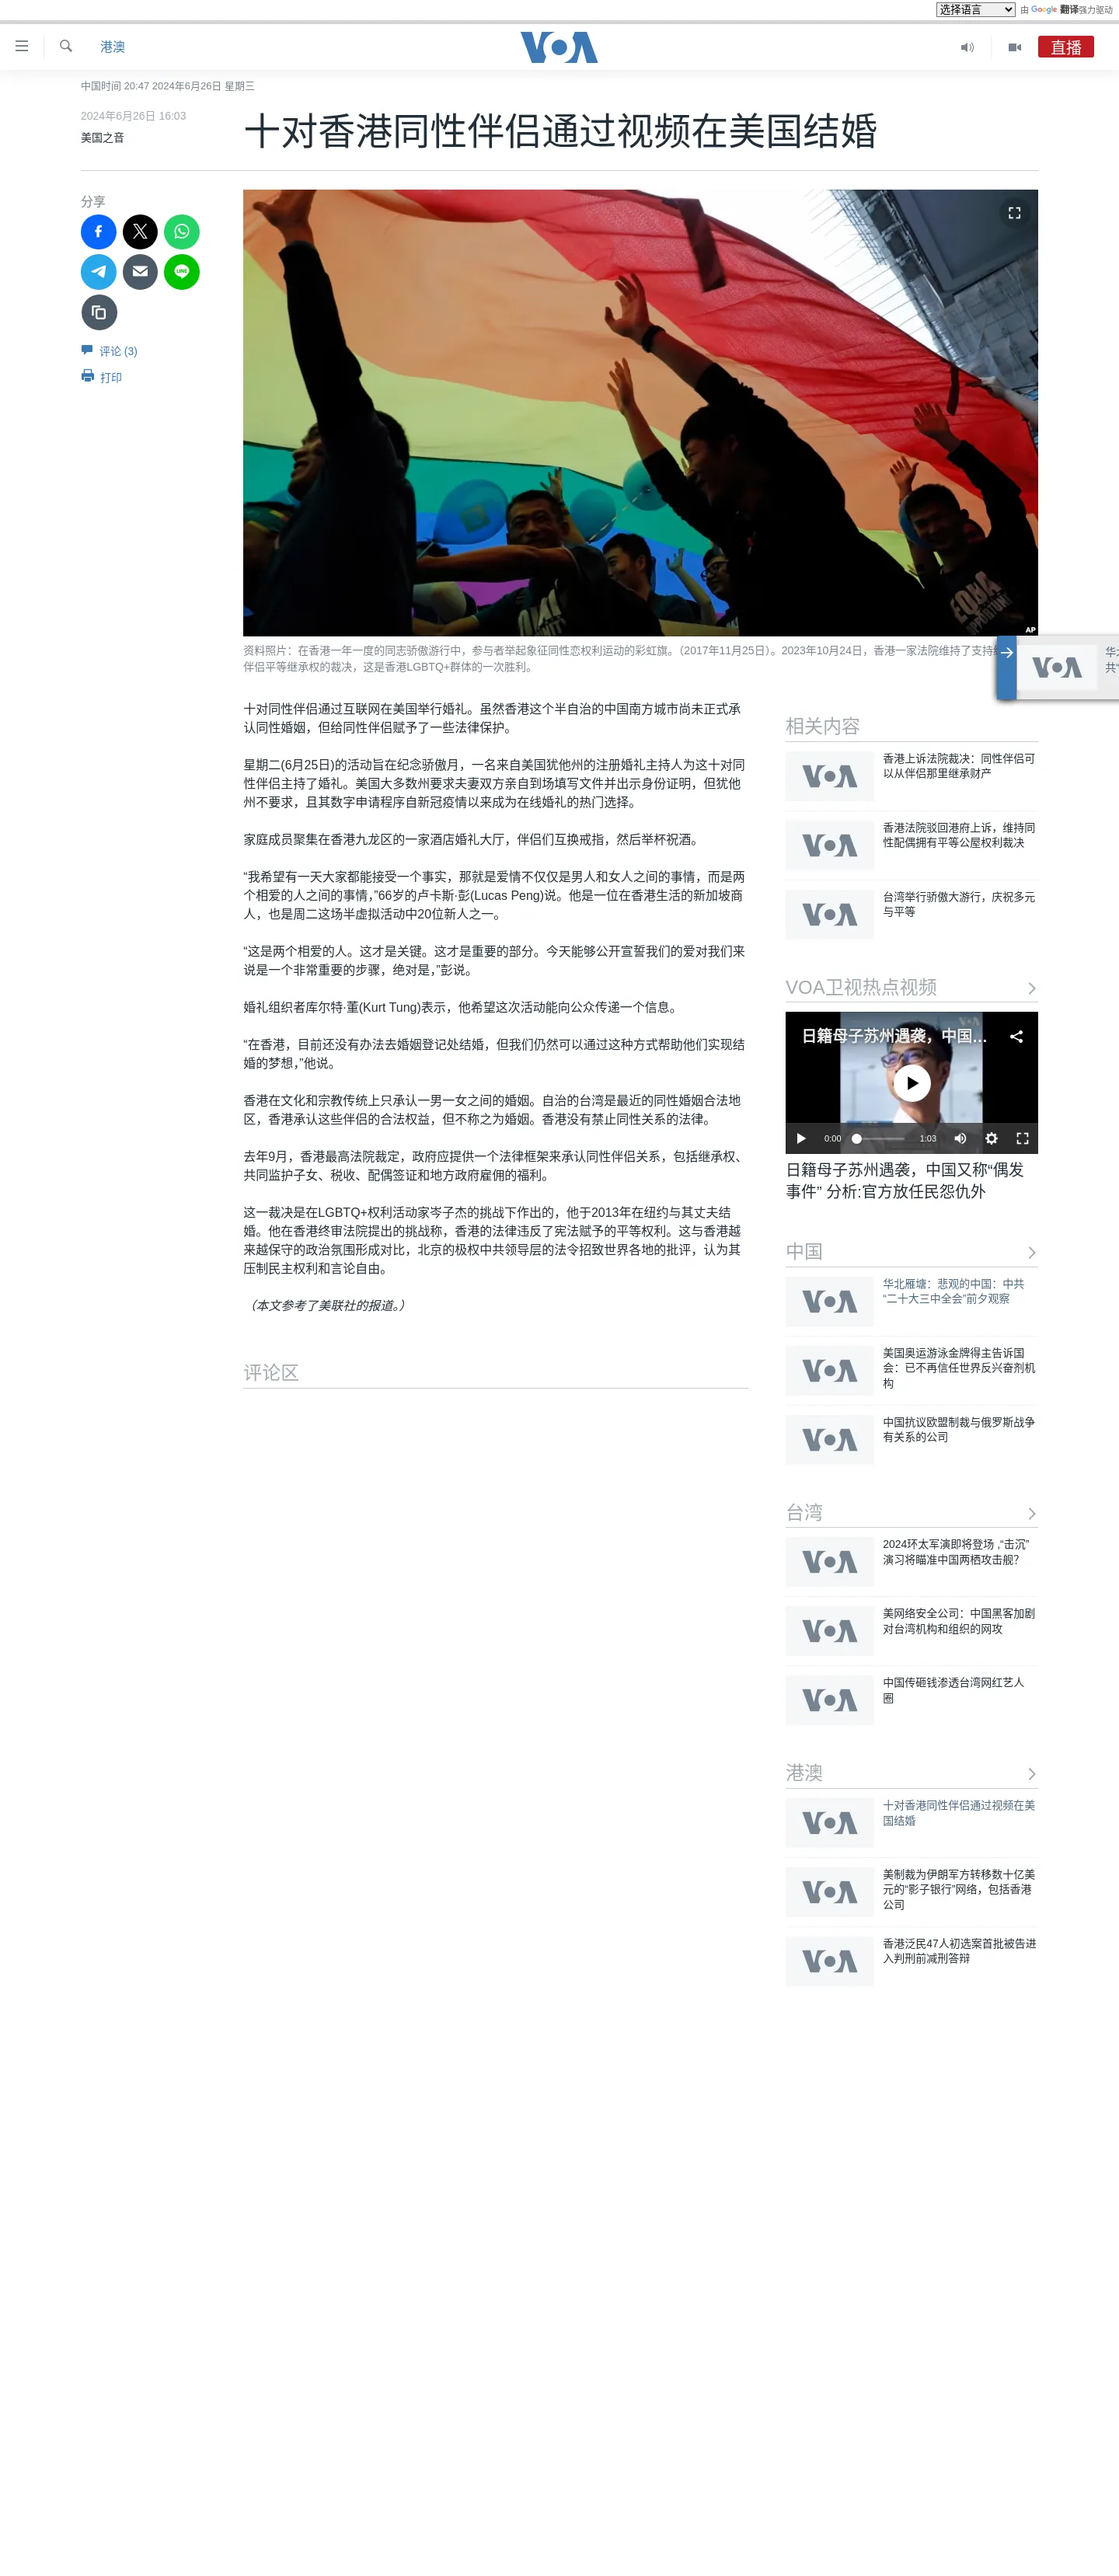 选择语言 由 Google 翻译强力驱动
港澳
VOA
直播
中国时间 20:47 2024年6月26日 星期三
2024年6月26日 16:03
美国之音
十对香港同性伴侣通过视频在美国结婚
分享
LINE
评论 (3)
打印
AP
资料照片：在香港一年一度的同志骄傲游行中，参与者举起象征同性恋权利运动的彩虹旗。（2017年11月25日）。2023年10月24日，香港一家法院维持了支持
伴侣平等继承权的裁决，这是香港LGBTQ+群体的一次胜利。
VOA
华北
共“
十对同性伴侣通过互联网在美国举行婚礼。虽然香港这个半自治的中国南方城市尚未正式承
认同性婚姻，但给同性伴侣赋予了一些法律保护。
星期二(6月25日)的活动旨在纪念骄傲月，一名来自美国犹他州的注册婚礼主持人为这十对同
性伴侣主持了婚礼。美国大多数州要求夫妻双方亲自到场填写文件并出示身份证明，但犹他
州不要求，且其数字申请程序自新冠疫情以来成为在线婚礼的热门选择。
家庭成员聚集在香港九龙区的一家酒店婚礼大厅，伴侣们互换戒指，然后举杯祝酒。
“我希望有一天大家都能接受一个事实，那就是爱情不仅仅是男人和女人之间的事情，而是两
个相爱的人之间的事情，”66岁的卢卡斯·彭(Lucas Peng)说。他是一位在香港生活的新加坡商
人，也是周二这场半虚拟活动中20位新人之一。
“这是两个相爱的人。这才是关键。这才是重要的部分。今天能够公开宣誓我们的爱对我们来
说是一个非常重要的步骤，绝对是，”彭说。
婚礼组织者库尔特·董(Kurt Tung)表示，他希望这次活动能向公众传递一个信息。
“在香港，目前还没有办法去婚姻登记处结婚，但我们仍然可以通过这种方式帮助他们实现结
婚的梦想，”他说。
香港在文化和宗教传统上只承认一男一女之间的婚姻。自治的台湾是最近的同性婚姻合法地
区，香港承认这些伴侣的合法权益，但不称之为婚姻。香港没有禁止同性关系的法律。
去年9月，香港最高法院裁定，政府应提供一个法律框架来承认同性伴侣关系，包括继承权、
共同监护子女、税收、配偶签证和地方政府雇佣的福利。
这一裁决是在LGBTQ+权利活动家岑子杰的挑战下作出的，他于2013年在纽约与其丈夫结
婚。他在香港终审法院提出的挑战称，香港的法律违反了宪法赋予的平等权利。这与香港越
来越保守的政治氛围形成对比，北京的极权中共领导层的法令招致世界各地的批评，认为其
压制民主权利和言论自由。
（本文参考了美联社的报道。）
评论区
相关内容
VOA
香港上诉法院裁决：同性伴侣可
以从伴侣那里继承财产
VOA
香港法院驳回港府上诉，维持同
性配偶拥有平等公屋权利裁决
VOA
台湾举行骄傲大游行，庆祝多元
与平等
VOA卫视热点视频
日籍母子苏州遇袭，中国…
VOA
0:00 1:03
日籍母子苏州遇袭，中国又称“偶发
事件” 分析:官方放任民怨仇外
中国
VOA
华北雁塘：悲观的中国：中共
“二十大三中全会”前夕观察
VOA
美国奥运游泳金牌得主告诉国
会：已不再信任世界反兴奋剂机
构
VOA
中国抗议欧盟制裁与俄罗斯战争
有关系的公司
台湾
VOA
2024环太军演即将登场 ,“击沉”
演习将瞄准中国两栖攻击舰？
VOA
美网络安全公司：中国黑客加剧
对台湾机构和组织的网攻
VOA
中国传砸钱渗透台湾网红艺人
圈
港澳
VOA
十对香港同性伴侣通过视频在美
国结婚
VOA
美制裁为伊朗军方转移数十亿美
元的“影子银行”网络，包括香港
公司
VOA
香港泛民47人初选案首批被告进
入判刑前减刑答辩